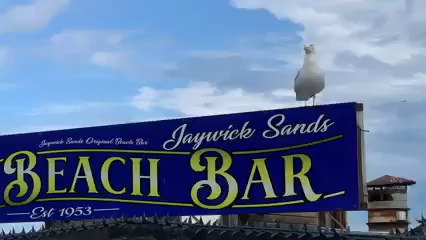 Jaywick Sands Original Beach Bar
Jaywick Sands
BEACH BAR
Est 1953